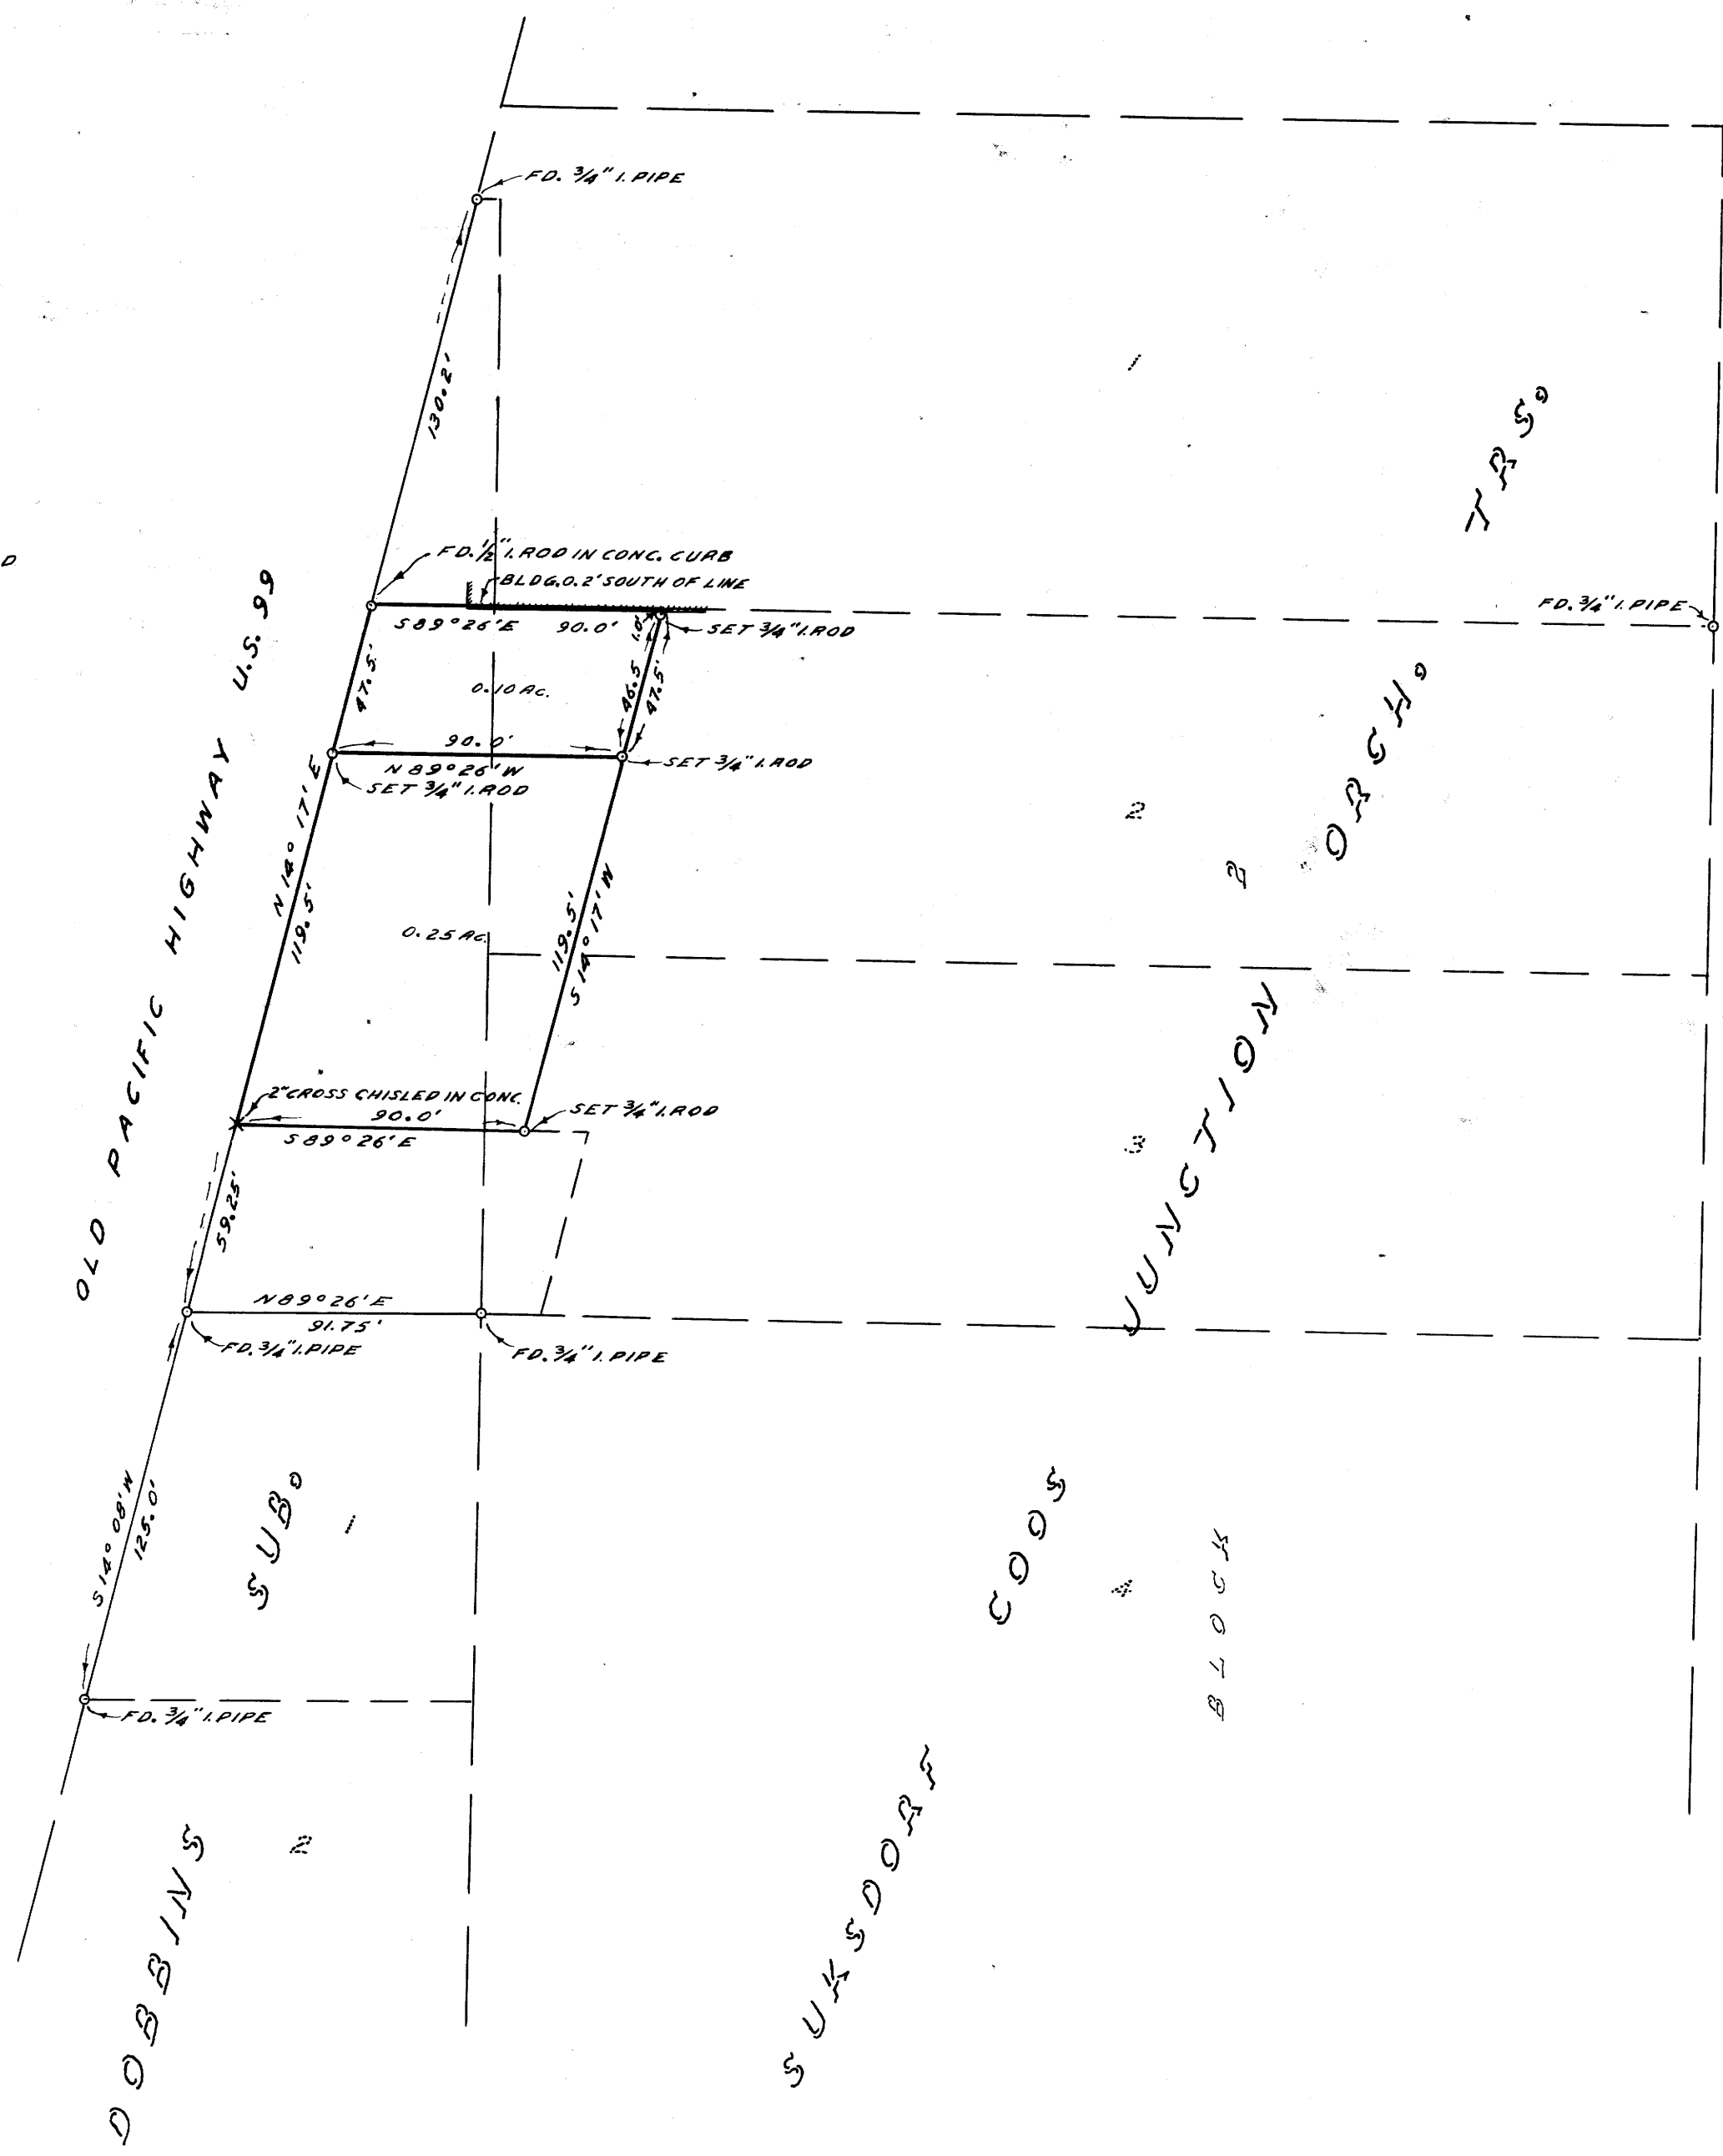 FD. 3/4" I. PIPE
130.2'
1
TRS.
D
FD. 1/2" I. ROD IN CONC. CURB
BLDG. 0.2' SOUTH OF LINE
S 89° 26' E 90.0'
1.0'
SET 3/4" I. ROD
FD. 3/4" I. PIPE
OLD PACIFIC HIGHWAY U.S. 99
47.5'
0.10 AC.
46.5
47.5'
90.0'
N 89° 26' W
SET 3/4" I. ROD
SET 3/4" I. ROD
2
2
ORCH.
N 14° 17' E
119.5'
0.25 AC.
119.5'
S 14° 17' W
JUNCTION
2" CROSS CHISLED IN CONC.
90.0'
S 89° 26' E
SET 3/4" I. ROD
3
59.25'
N 89° 26' E
91.75'
FD. 3/4" I. PIPE
FD. 3/4" I. PIPE
S 14° 08' W
125.0'
SUB.
1
COOS
4
BLOCK
FD. 3/4" I. PIPE
DOBBINS
2
SUKSDORF